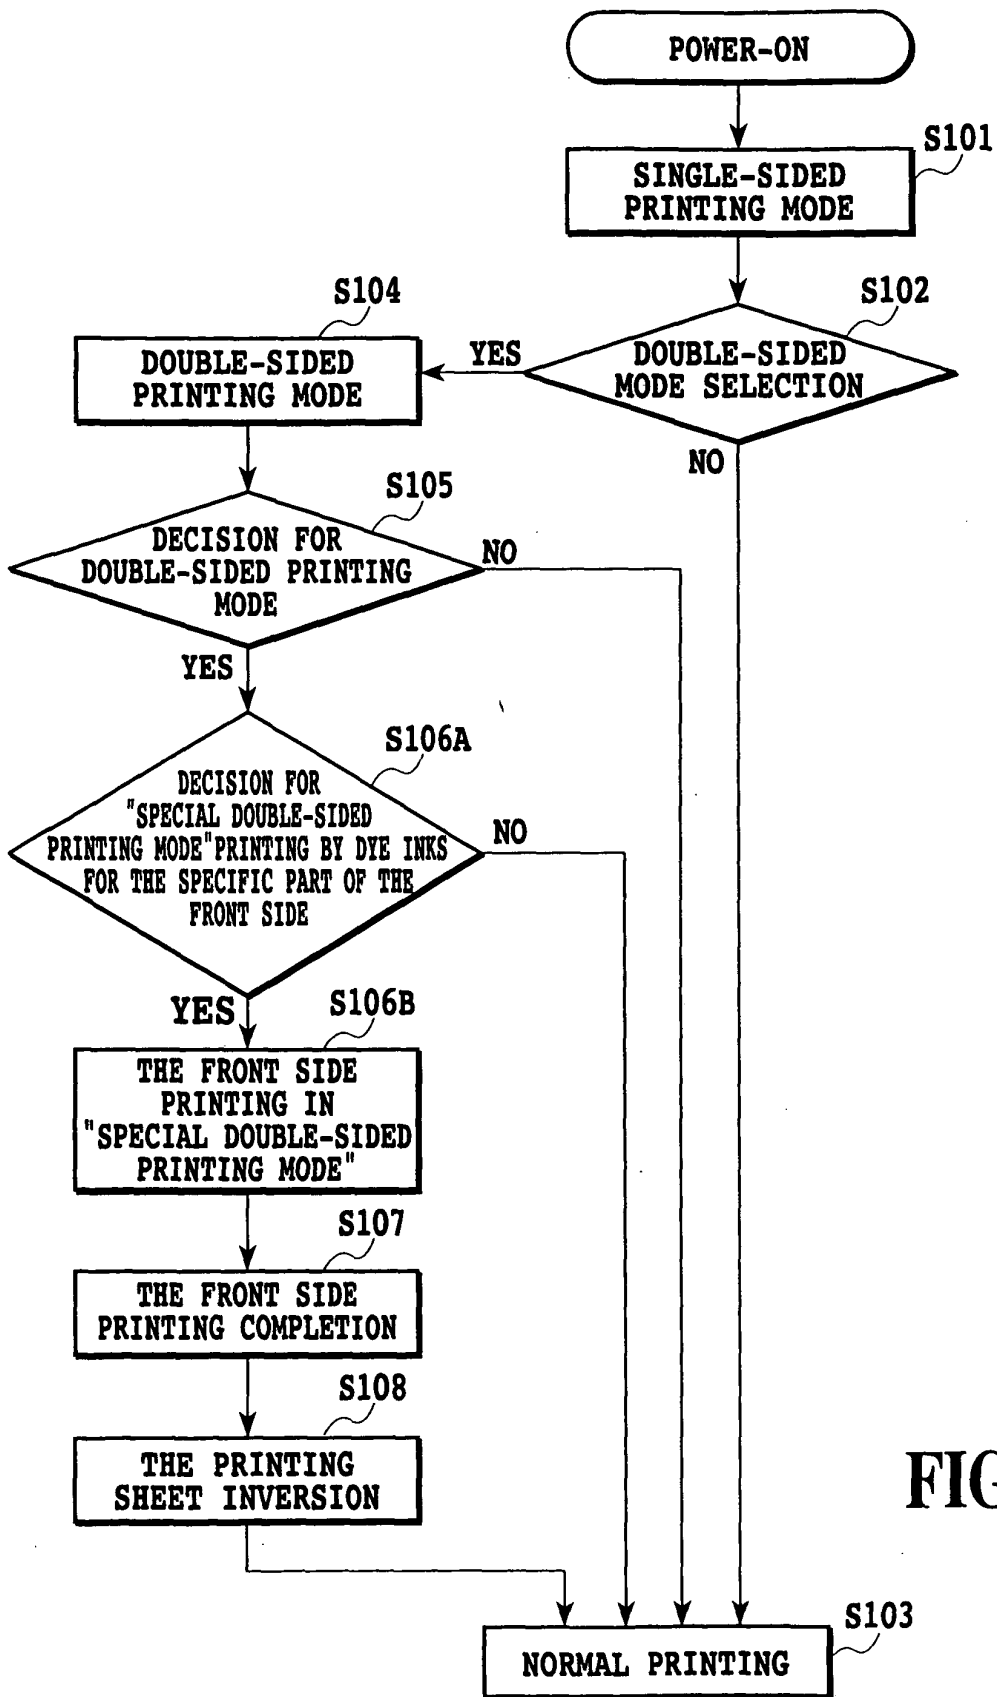 POWER-ON
S101
SINGLE-SIDED
PRINTING MODE
S102
DOUBLE-SIDED
MODE SELECTION
YES
NO
S104
DOUBLE-SIDED
PRINTING MODE
S105
DECISION FOR
DOUBLE-SIDED PRINTING
MODE
NO
YES
S106A
DECISION FOR
"SPECIAL DOUBLE-SIDED
PRINTING MODE"PRINTING BY DYE INKS
FOR THE SPECIFIC PART OF THE
FRONT SIDE
NO
YES
S106B
THE FRONT SIDE
PRINTING IN
"SPECIAL DOUBLE-SIDED
PRINTING MODE"
S107
THE FRONT SIDE
PRINTING COMPLETION
S108
THE PRINTING
SHEET INVERSION
S103
NORMAL PRINTING